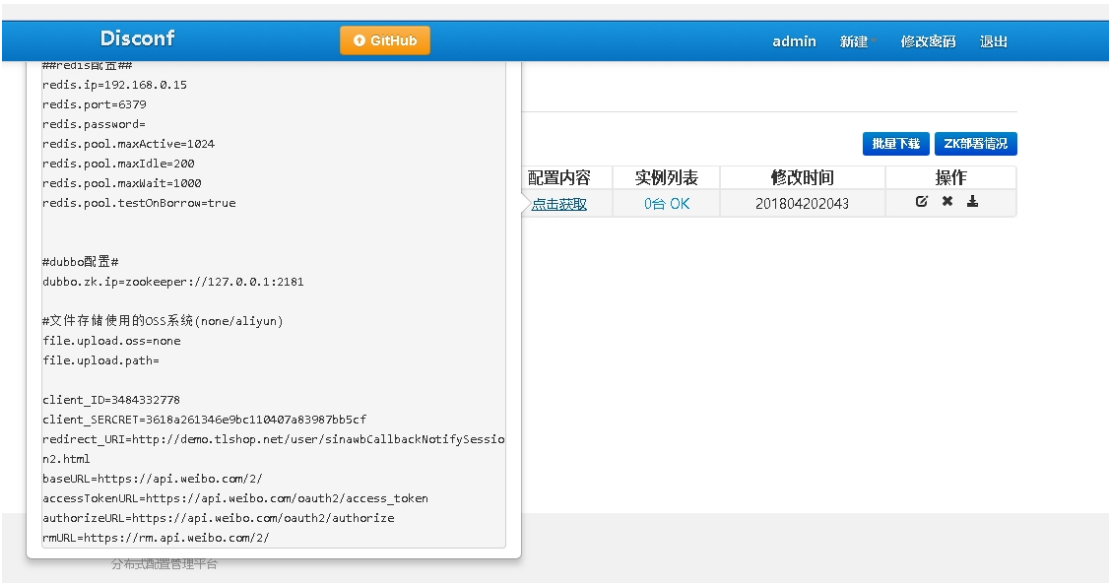 Disconf
GitHub
admin 新建 修改密码 退出
##redis配置##
redis.ip=192.168.0.15
redis.port=6379
redis.password=
redis.pool.maxActive=1024
redis.pool.maxIdle=200
redis.pool.maxWait=1000
redis.pool.testOnBorrow=true
#dubbo配置#
dubbo.zk.ip=zookeeper://127.0.0.1:2181
#文件存储使用的OSS系统(none/aliyun)
file.upload.oss=none
file.upload.path=
client_ID=3484332778
client_SERCRET=3618a261346e9bc110407a83987bb5cf
redirect_URI=http://demo.tlshop.net/user/sinawbCallbackNotifySessio
n2.html
baseURL=https://api.weibo.com/2/
accessTokenURL=https://api.weibo.com/oauth2/access_token
authorizeURL=https://api.weibo.com/oauth2/authorize
rmURL=https://rm.api.weibo.com/2/
批量下载 ZK部署情况
配置内容 实例列表 修改时间 操作
点击获取 0台 OK 201804202043
分布式配置管理平台